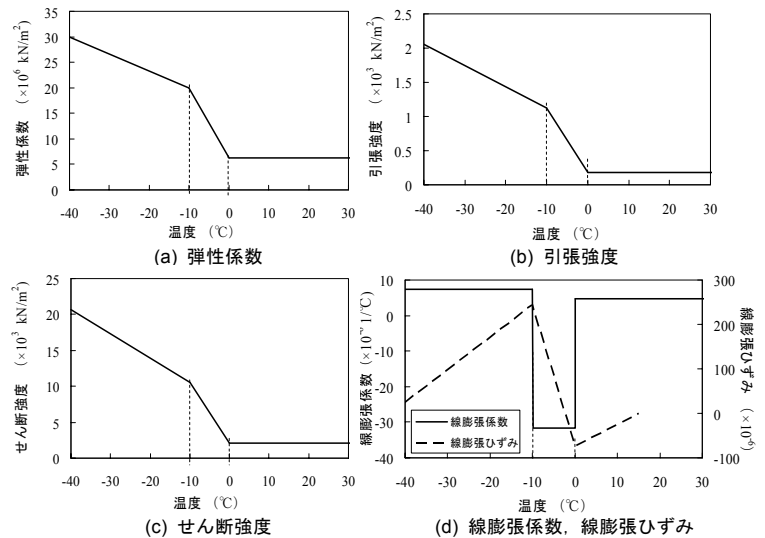 弾性係数 (×10⁶ kN/m²)
35
30
25
20
15
10
5
0
-40 -30 -20 -10 0 10 20 30
温度 (℃)
(a) 弾性係数
引張強度 (×10³ kN/m²)
2.5
2
1.5
1
0.5
0
-40 -30 -20 -10 0 10 20 30
温度 (℃)
(b) 引張強度
せん断強度 (×10³ kN/m²)
25
20
15
10
5
0
-40 -30 -20 -10 0 10 20 30
温度 (℃)
(c) せん断強度
線膨張係数 (×10⁻⁶ 1/℃)
10
0
-10
-20
-30
-40
線膨張係数
線膨張ひずみ
300
200
100
0
-100
線膨張ひずみ (×10⁻⁶)
-40 -30 -20 -10 0 10 20 30
温度 (℃)
(d) 線膨張係数，線膨張ひずみ